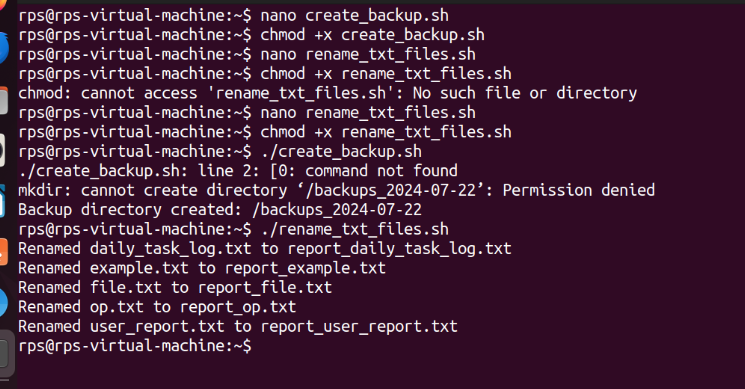 rps@rps-virtual-machine:~$ nano create_backup.sh
rps@rps-virtual-machine:~$ chmod +x create_backup.sh
rps@rps-virtual-machine:~$ nano rename_txt_files.sh
rps@rps-virtual-machine:~$ chmod +x rename_txt_files.sh
chmod: cannot access 'rename_txt_files.sh': No such file or directory
rps@rps-virtual-machine:~$ nano rename_txt_files.sh
rps@rps-virtual-machine:~$ chmod +x rename_txt_files.sh
rps@rps-virtual-machine:~$ ./create_backup.sh
./create_backup.sh: line 2: [0: command not found
mkdir: cannot create directory ‘/backups_2024-07-22’: Permission denied
Backup directory created: /backups_2024-07-22
rps@rps-virtual-machine:~$ ./rename_txt_files.sh
Renamed daily_task_log.txt to report_daily_task_log.txt
Renamed example.txt to report_example.txt
Renamed file.txt to report_file.txt
Renamed op.txt to report_op.txt
Renamed user_report.txt to report_user_report.txt
rps@rps-virtual-machine:~$